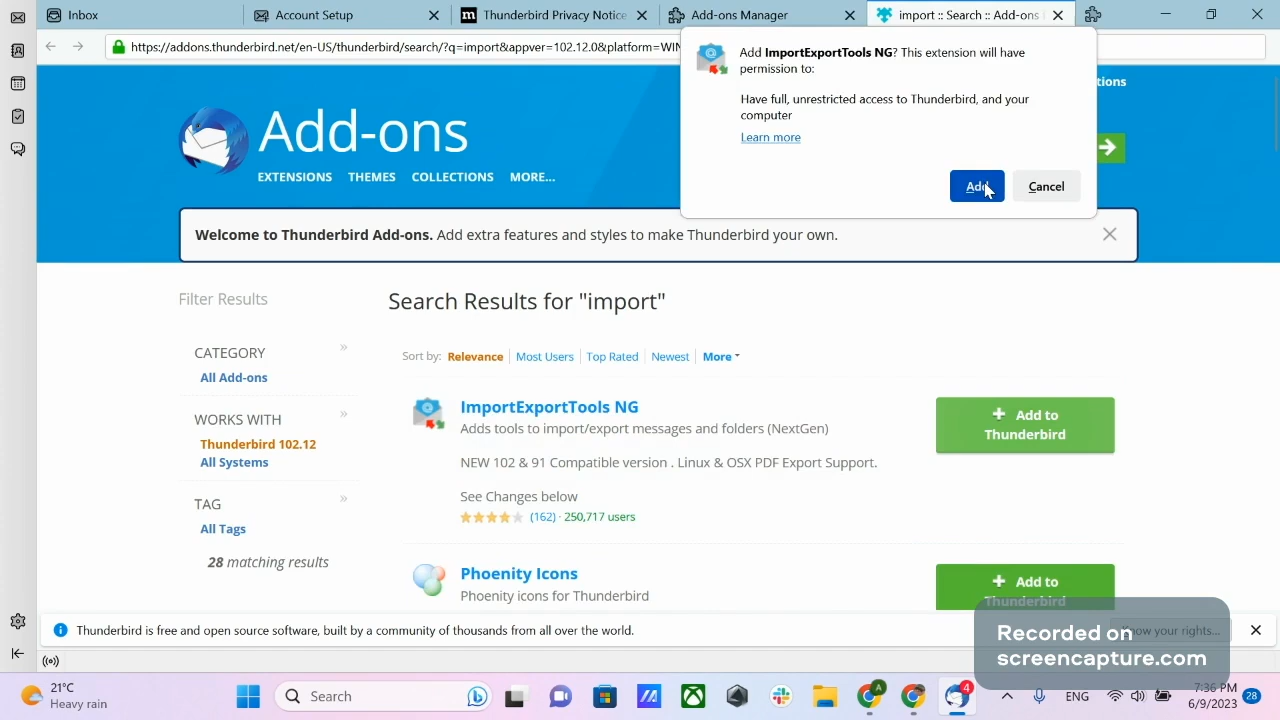 Inbox
Account Setup
Thunderbird Privacy Notice
Add-ons Manager
import :: Search :: Add-ons
https://addons.thunderbird.net/en-US/thunderbird/search/?q=import&appver=102.12.0&platform=WIN
Add ImportExportTools NG? This extension will have
permission to:
Have full, unrestricted access to Thunderbird, and your
computer
Learn more
Add
Cancel
Add-ons
EXTENSIONS THEMES COLLECTIONS MORE...
Welcome to Thunderbird Add-ons. Add extra features and styles to make Thunderbird your own.
Filter Results
CATEGORY »
All Add-ons
WORKS WITH »
Thunderbird 102.12
All Systems
TAG »
All Tags
28 matching results
Search Results for "import"
Sort by: Relevance Most Users Top Rated Newest More
ImportExportTools NG
Adds tools to import/export messages and folders (NextGen)
NEW 102 & 91 Compatible version . Linux & OSX PDF Export Support.
See Changes below
(162) · 250,717 users
+ Add to
Thunderbird
Phoenity Icons
Phoenity icons for Thunderbird
+ Add to
Thunderbird
Thunderbird is free and open source software, built by a community of thousands from all over the world.
Know your rights...
Recorded on
screencapture.com
21°C
Heavy rain
Search
A
4
ENG
7:36 PM
6/9/2023
28